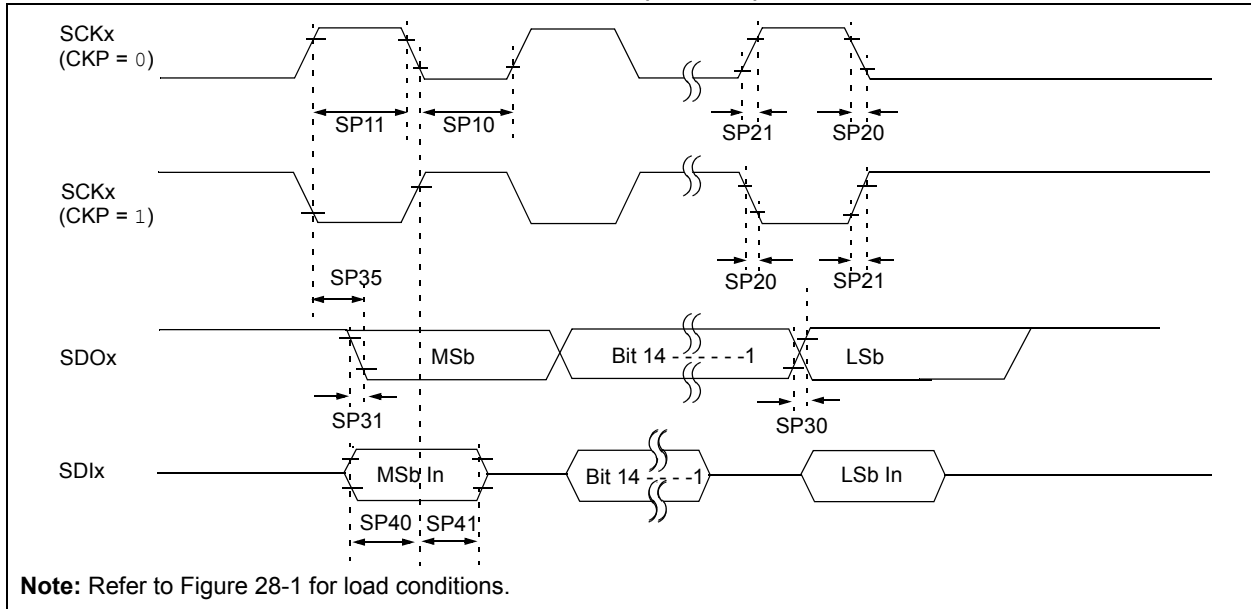 SCKx
(CKP = 0)
SP11
SP10
SP21
SP20
SCKx
(CKP = 1)
SP35
SP20
SP21
SDOx
MSb
Bit 14 - - - - - -1
LSb
SP31
SP30
SDIx
MSb In
Bit 14 - - - - -1
LSb In
SP40
SP41
Note: Refer to Figure 28-1 for load conditions.